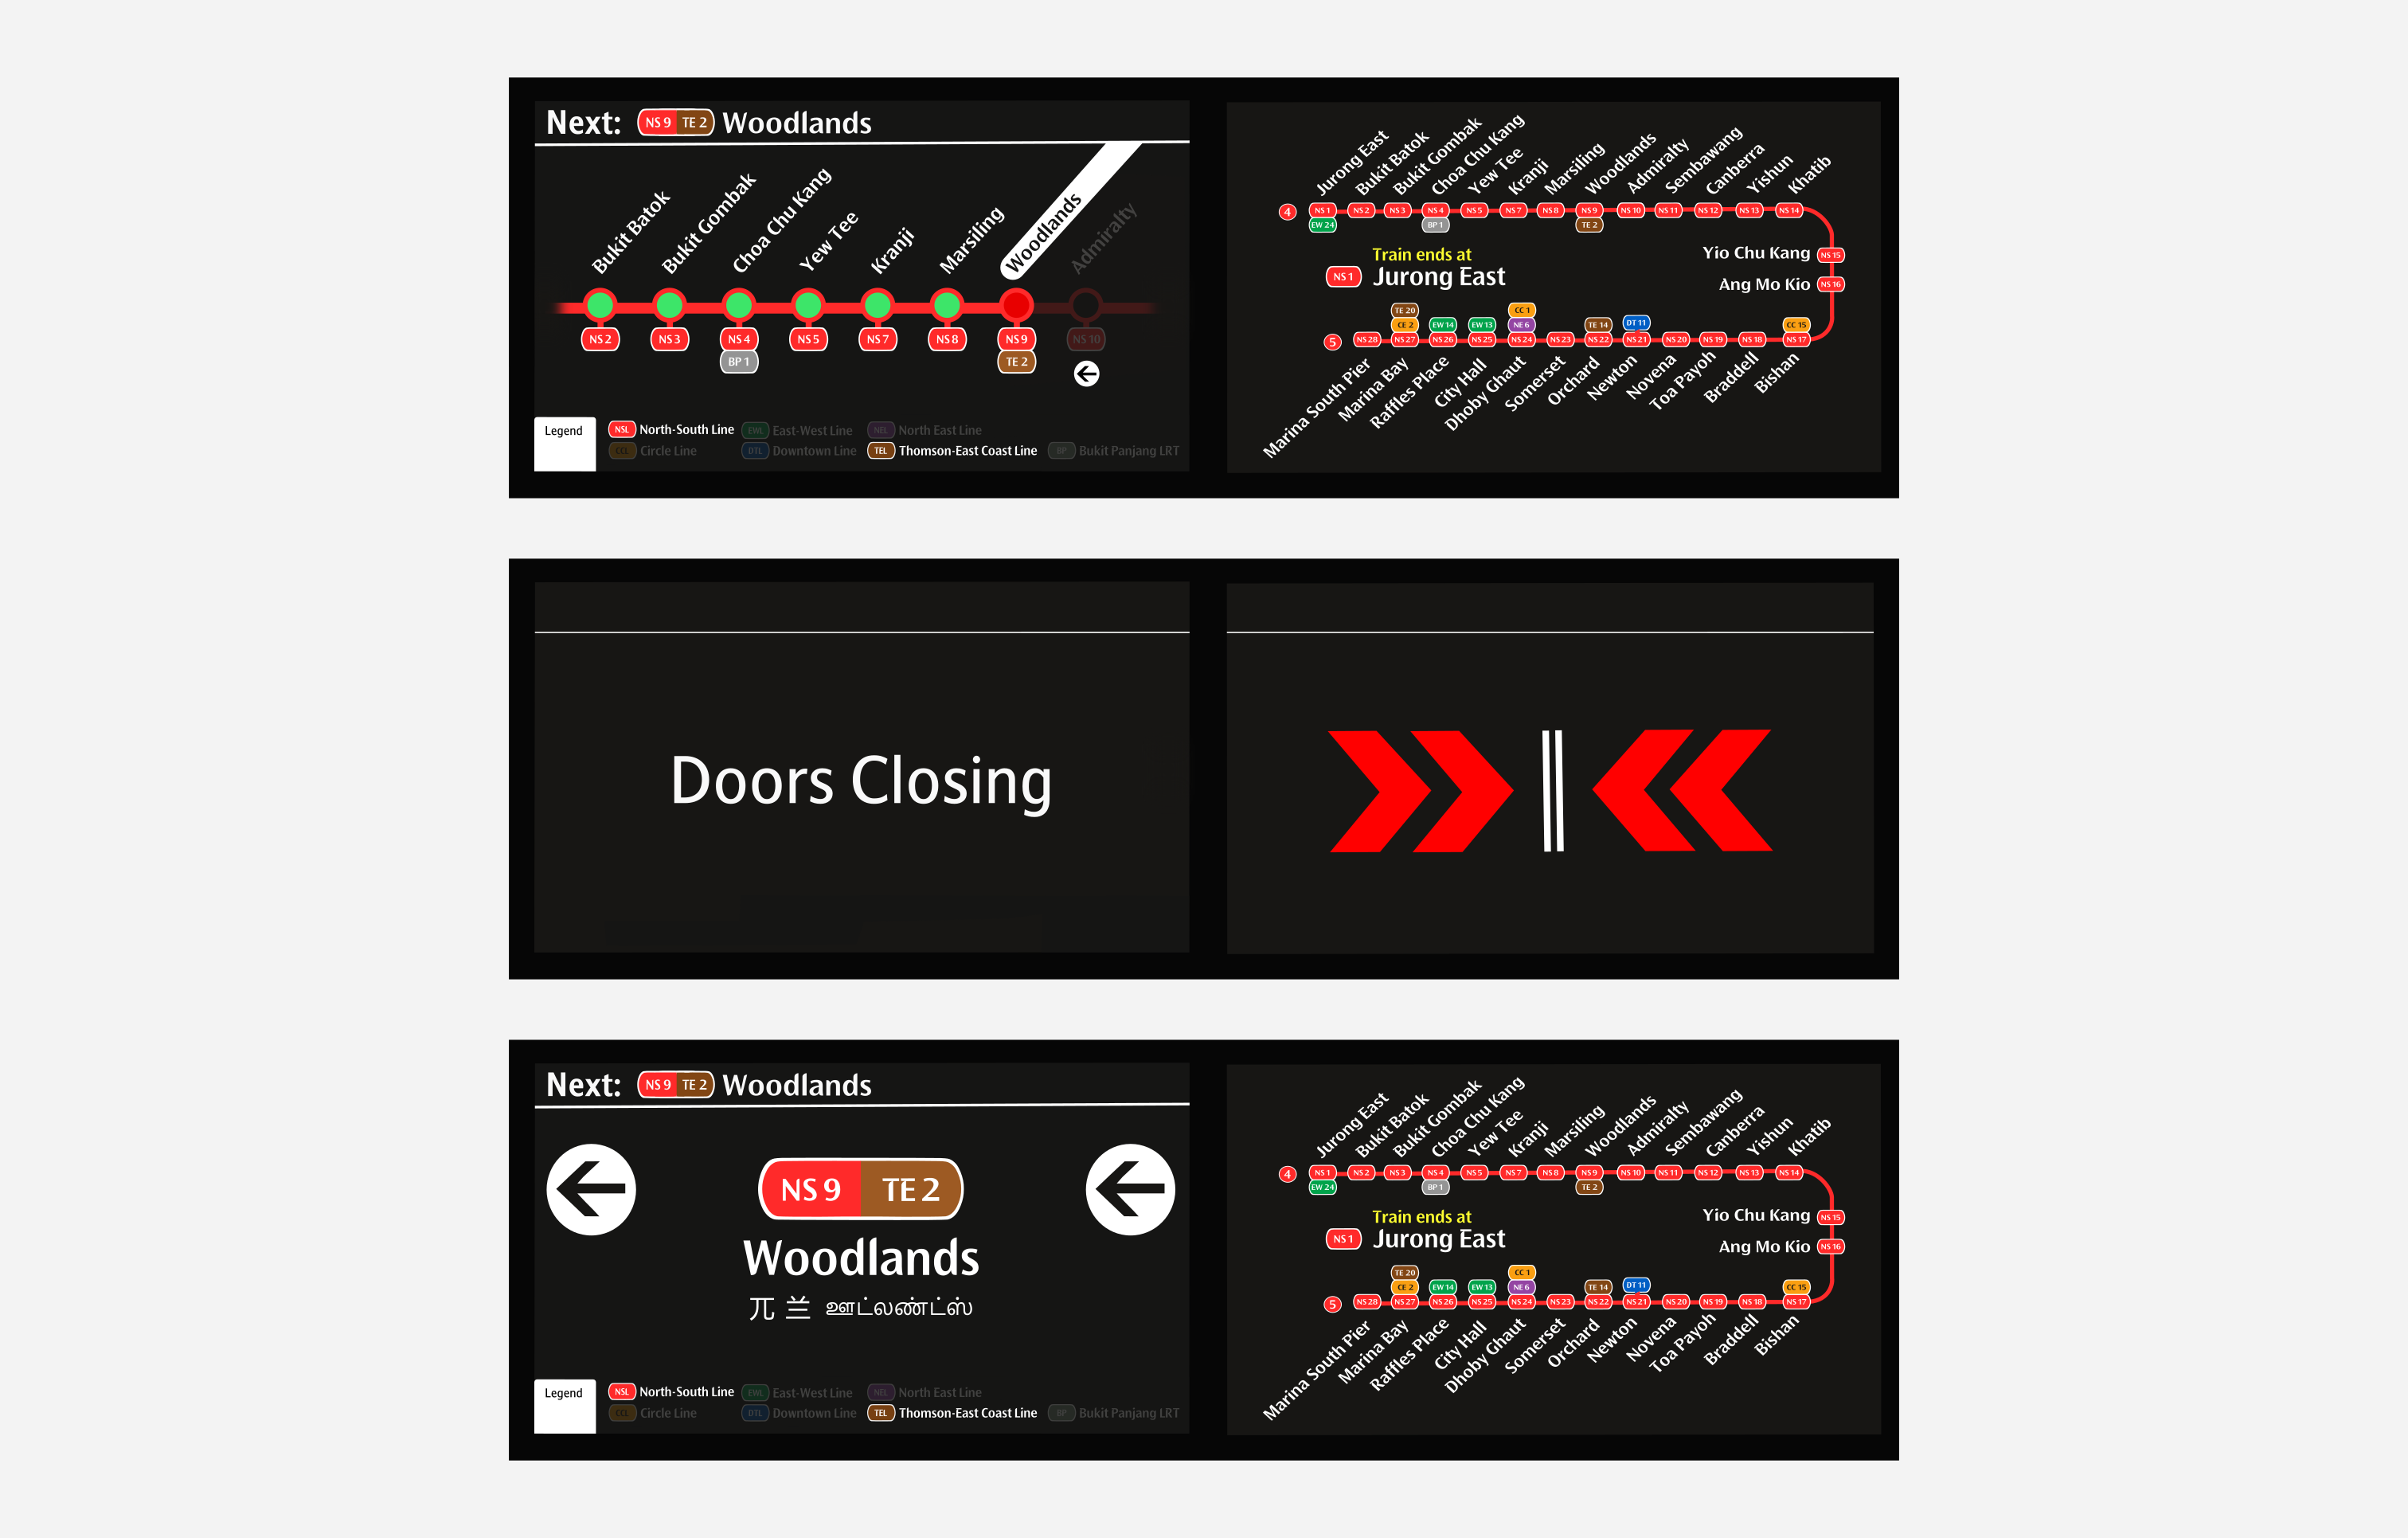 Next: NS 9 TE 2 Woodlands
Bukit Batok Bukit Gombak Choa Chu Kang Yew Tee Kranji Marsiling Woodlands Admiralty
NS 2 NS 3 NS 4 NS 5 NS 7 NS 8 NS 9 NS 10
BP 1 TE 2
Legend
NSL North-South Line EWL East-West Line NEL North East Line
CCL Circle Line DTL Downtown Line TEL Thomson-East Coast Line BP Bukit Panjang LRT
Jurong East Bukit Batok Bukit Gombak Choa Chu Kang Yew Tee Kranji Marsiling Woodlands Admiralty Sembawang Canberra Yishun Khatib
4 NS 1 NS 2 NS 3 NS 4 NS 5 NS 7 NS 8 NS 9 NS 10 NS 11 NS 12 NS 13 NS 14
EW 24 BP 1 TE 2
Yio Chu Kang NS 15
Train ends at
NS 1 Jurong East
Ang Mo Kio NS 16
TE 20 CC 1
CE 2 EW 14 EW 13 NE 6 TE 14 DT 11 CC 15
5 NS 28 NS 27 NS 26 NS 25 NS 24 NS 23 NS 22 NS 21 NS 20 NS 19 NS 18 NS 17
Marina South Pier Marina Bay Raffles Place City Hall Dhoby Ghaut Somerset Orchard Newton Novena Toa Payoh Braddell Bishan
Doors Closing
Next: NS 9 TE 2 Woodlands
NS 9 TE 2
Woodlands
兀 兰 ஊட்லண்ட்ஸ்
Legend
NSL North-South Line EWL East-West Line NEL North East Line
CCL Circle Line DTL Downtown Line TEL Thomson-East Coast Line BP Bukit Panjang LRT
Jurong East Bukit Batok Bukit Gombak Choa Chu Kang Yew Tee Kranji Marsiling Woodlands Admiralty Sembawang Canberra Yishun Khatib
4 NS 1 NS 2 NS 3 NS 4 NS 5 NS 7 NS 8 NS 9 NS 10 NS 11 NS 12 NS 13 NS 14
EW 24 BP 1 TE 2
Yio Chu Kang NS 15
Train ends at
NS 1 Jurong East
Ang Mo Kio NS 16
TE 20 CC 1
CE 2 EW 14 EW 13 NE 6 TE 14 DT 11 CC 15
5 NS 28 NS 27 NS 26 NS 25 NS 24 NS 23 NS 22 NS 21 NS 20 NS 19 NS 18 NS 17
Marina South Pier Marina Bay Raffles Place City Hall Dhoby Ghaut Somerset Orchard Newton Novena Toa Payoh Braddell Bishan